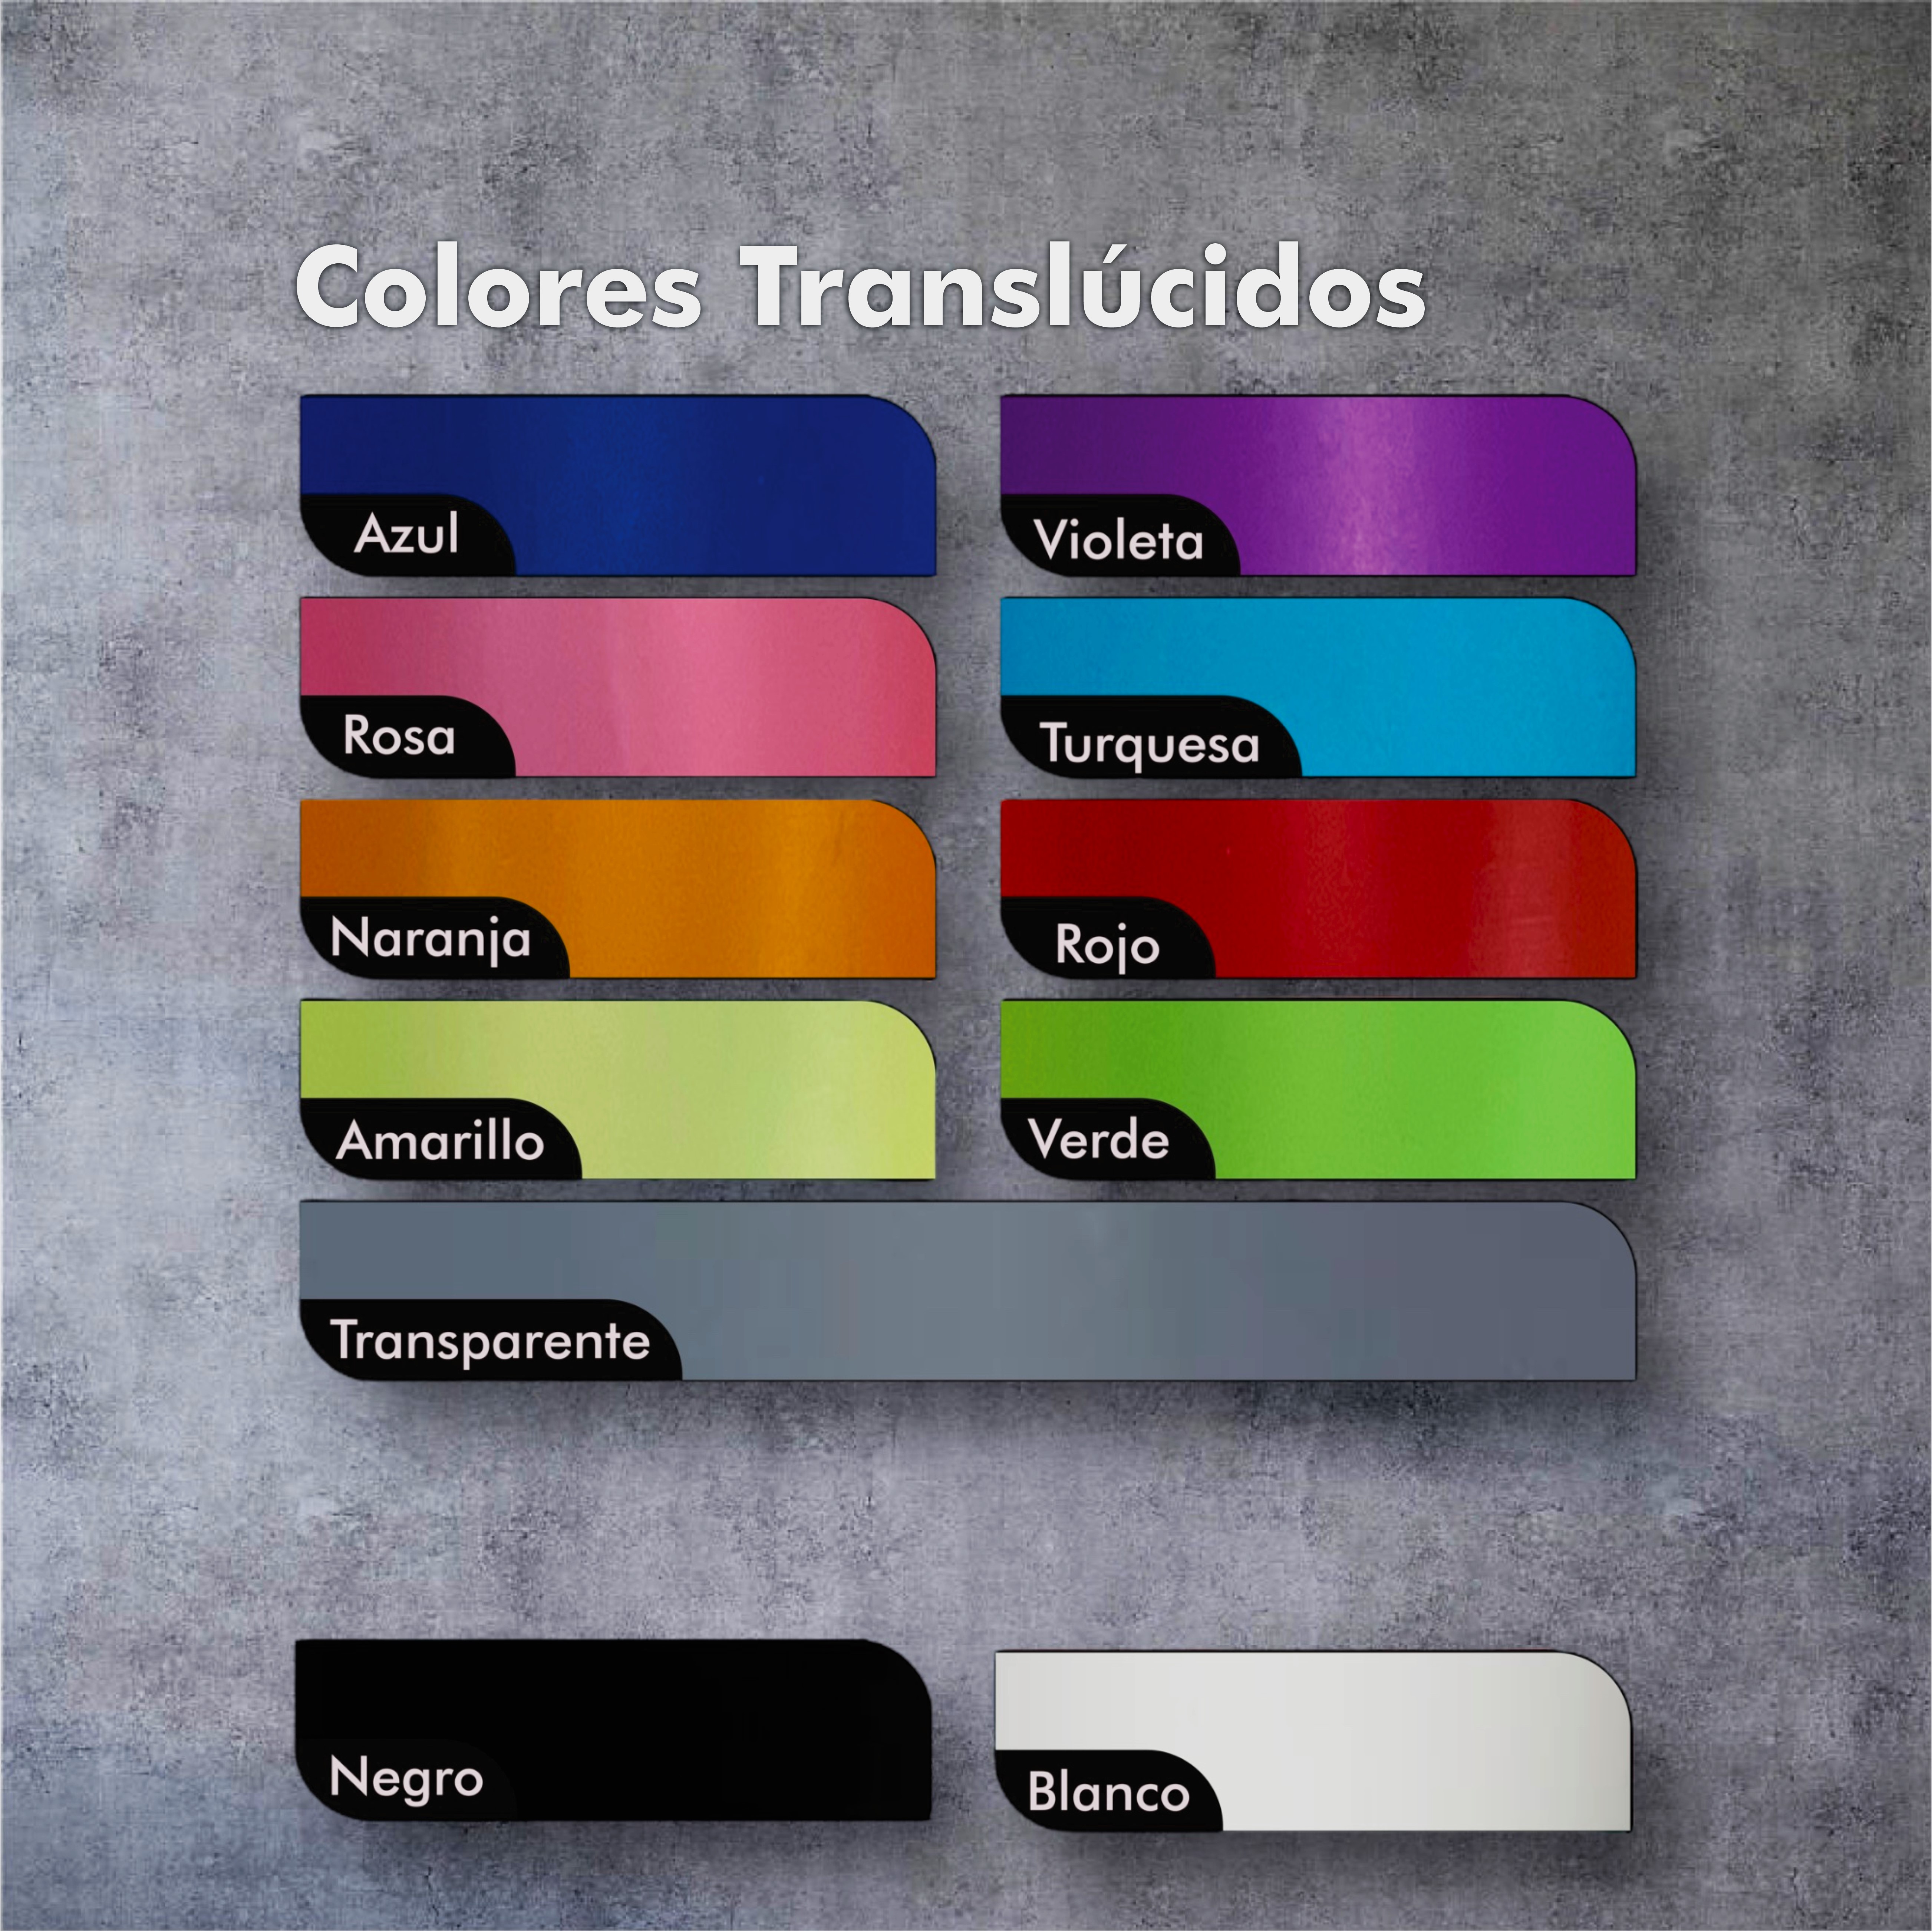 Colores Translúcidos
Azul
Violeta
Rosa
Turquesa
Naranja
Rojo
Amarillo
Verde
Transparente
Negro
Blanco